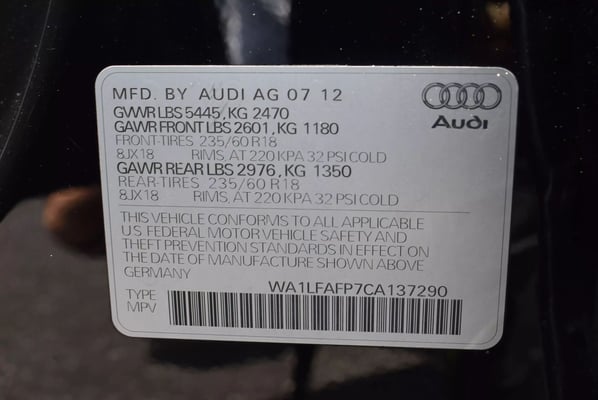 MFD. BY AUDI AG 07 12
GVWR LBS 5445, KG 2470
GAWR FRONT LBS 2601, KG 1180
FRONT-TIRES 235/60 R18
8JX18 RIMS, AT 220 KPA 32 PSI COLD
GAWR REAR LBS 2976, KG 1350
REAR-TIRES 235/60 R18
8JX18 RIMS, AT 220 KPA 32 PSI COLD
Audi
THIS VEHICLE CONFORMS TO ALL APPLICABLE
U.S. FEDERAL MOTOR VEHICLE SAFETY AND
THEFT PREVENTION STANDARDS IN EFFECT ON
THE DATE OF MANUFACTURE SHOWN ABOVE
GERMANY
WA1LFAFP7CA137290
TYPE
MPV